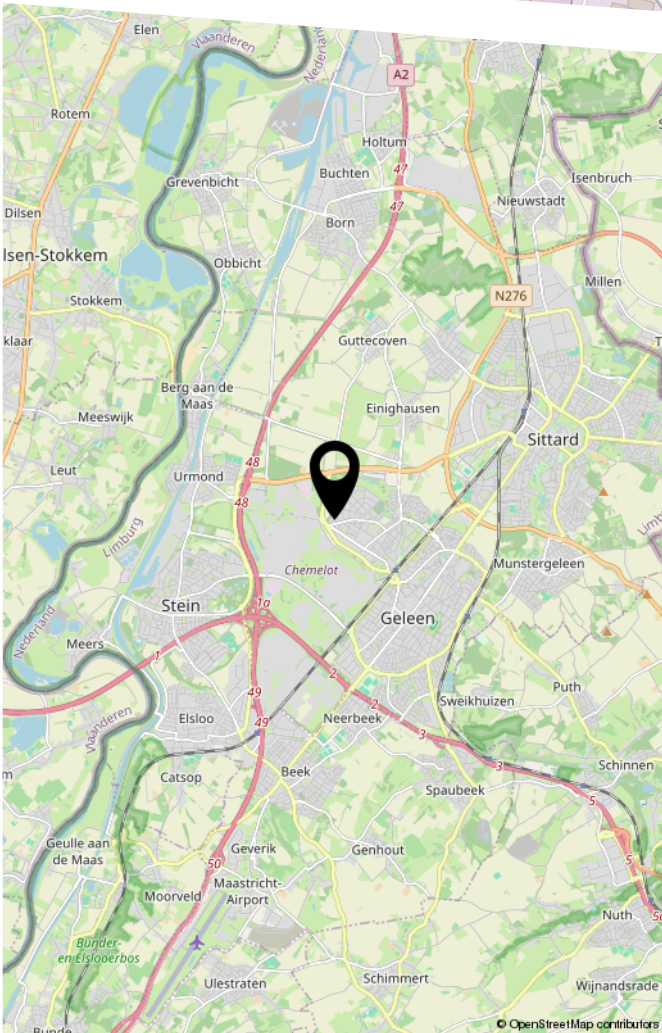 Elen
Vlaanderen
Nederland
A2
Rotem
Holtum
47
Buchten
Grevenbicht
Isenbruch
47
Nieuwstadt
Dilsen
Born
lsen-Stokkem
Obbicht
Millen
Stokkem
N276
klaar
Guttecoven
Berg aan de
Maas
Einighausen
Meeswijk
Sittard
48
Leut
Urmond
48
Limburg
Chemelot
Munstergeleen
Stein
1a
Geleen
Nederland
Meers
1
2
Puth
49
2
Sweikhuizen
Vlaanderen
Elsloo
49
Neerbeek
3
3
Schinnen
Catsop
Beek
Spaubeek
5
Geulle aan
de Maas
Geverik
Genhout
50
5
Moorveld
Maastricht-
Airport
Nuth
Bunder-
en Elslooërbos
Schimmert
Ulestraten
Wijnandsrade
© OpenStreetMap contributors